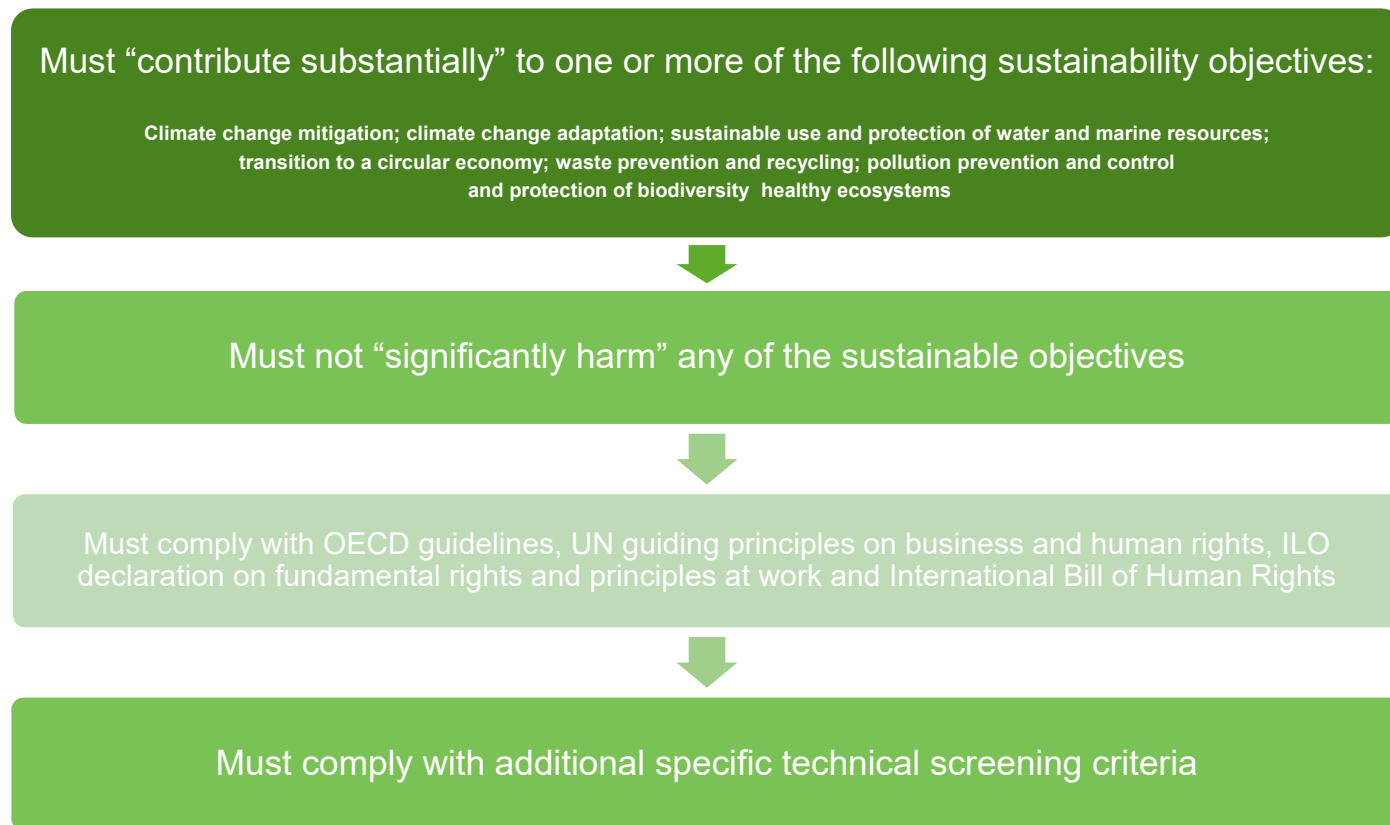 Must “contribute substantially” to one or more of the following sustainability objectives:
Climate change mitigation; climate change adaptation; sustainable use and protection of water and marine resources;
transition to a circular economy; waste prevention and recycling; pollution prevention and control
and protection of biodiversity  healthy ecosystems
Must not “significantly harm” any of the sustainable objectives
Must comply with OECD guidelines, UN guiding principles on business and human rights, ILO
declaration on fundamental rights and principles at work and International Bill of Human Rights
Must comply with additional specific technical screening criteria